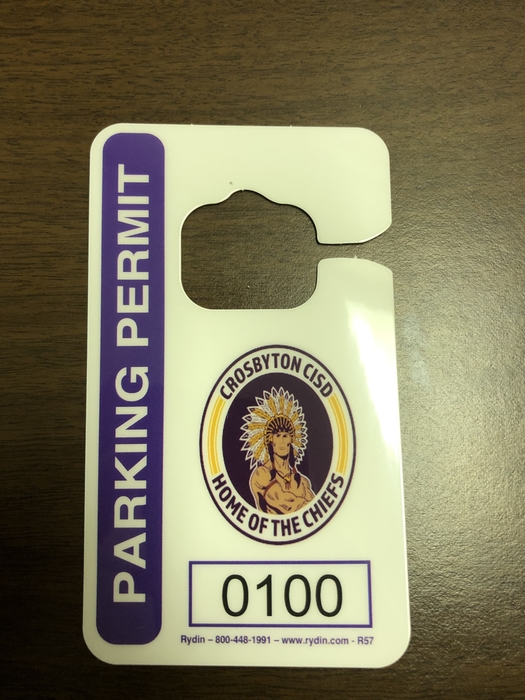 PARKING PERMIT
CROSBYTON CISD
HOME OF THE CHIEFS
0100
Rydin – 800-448-1991 – www.rydin.com - R57